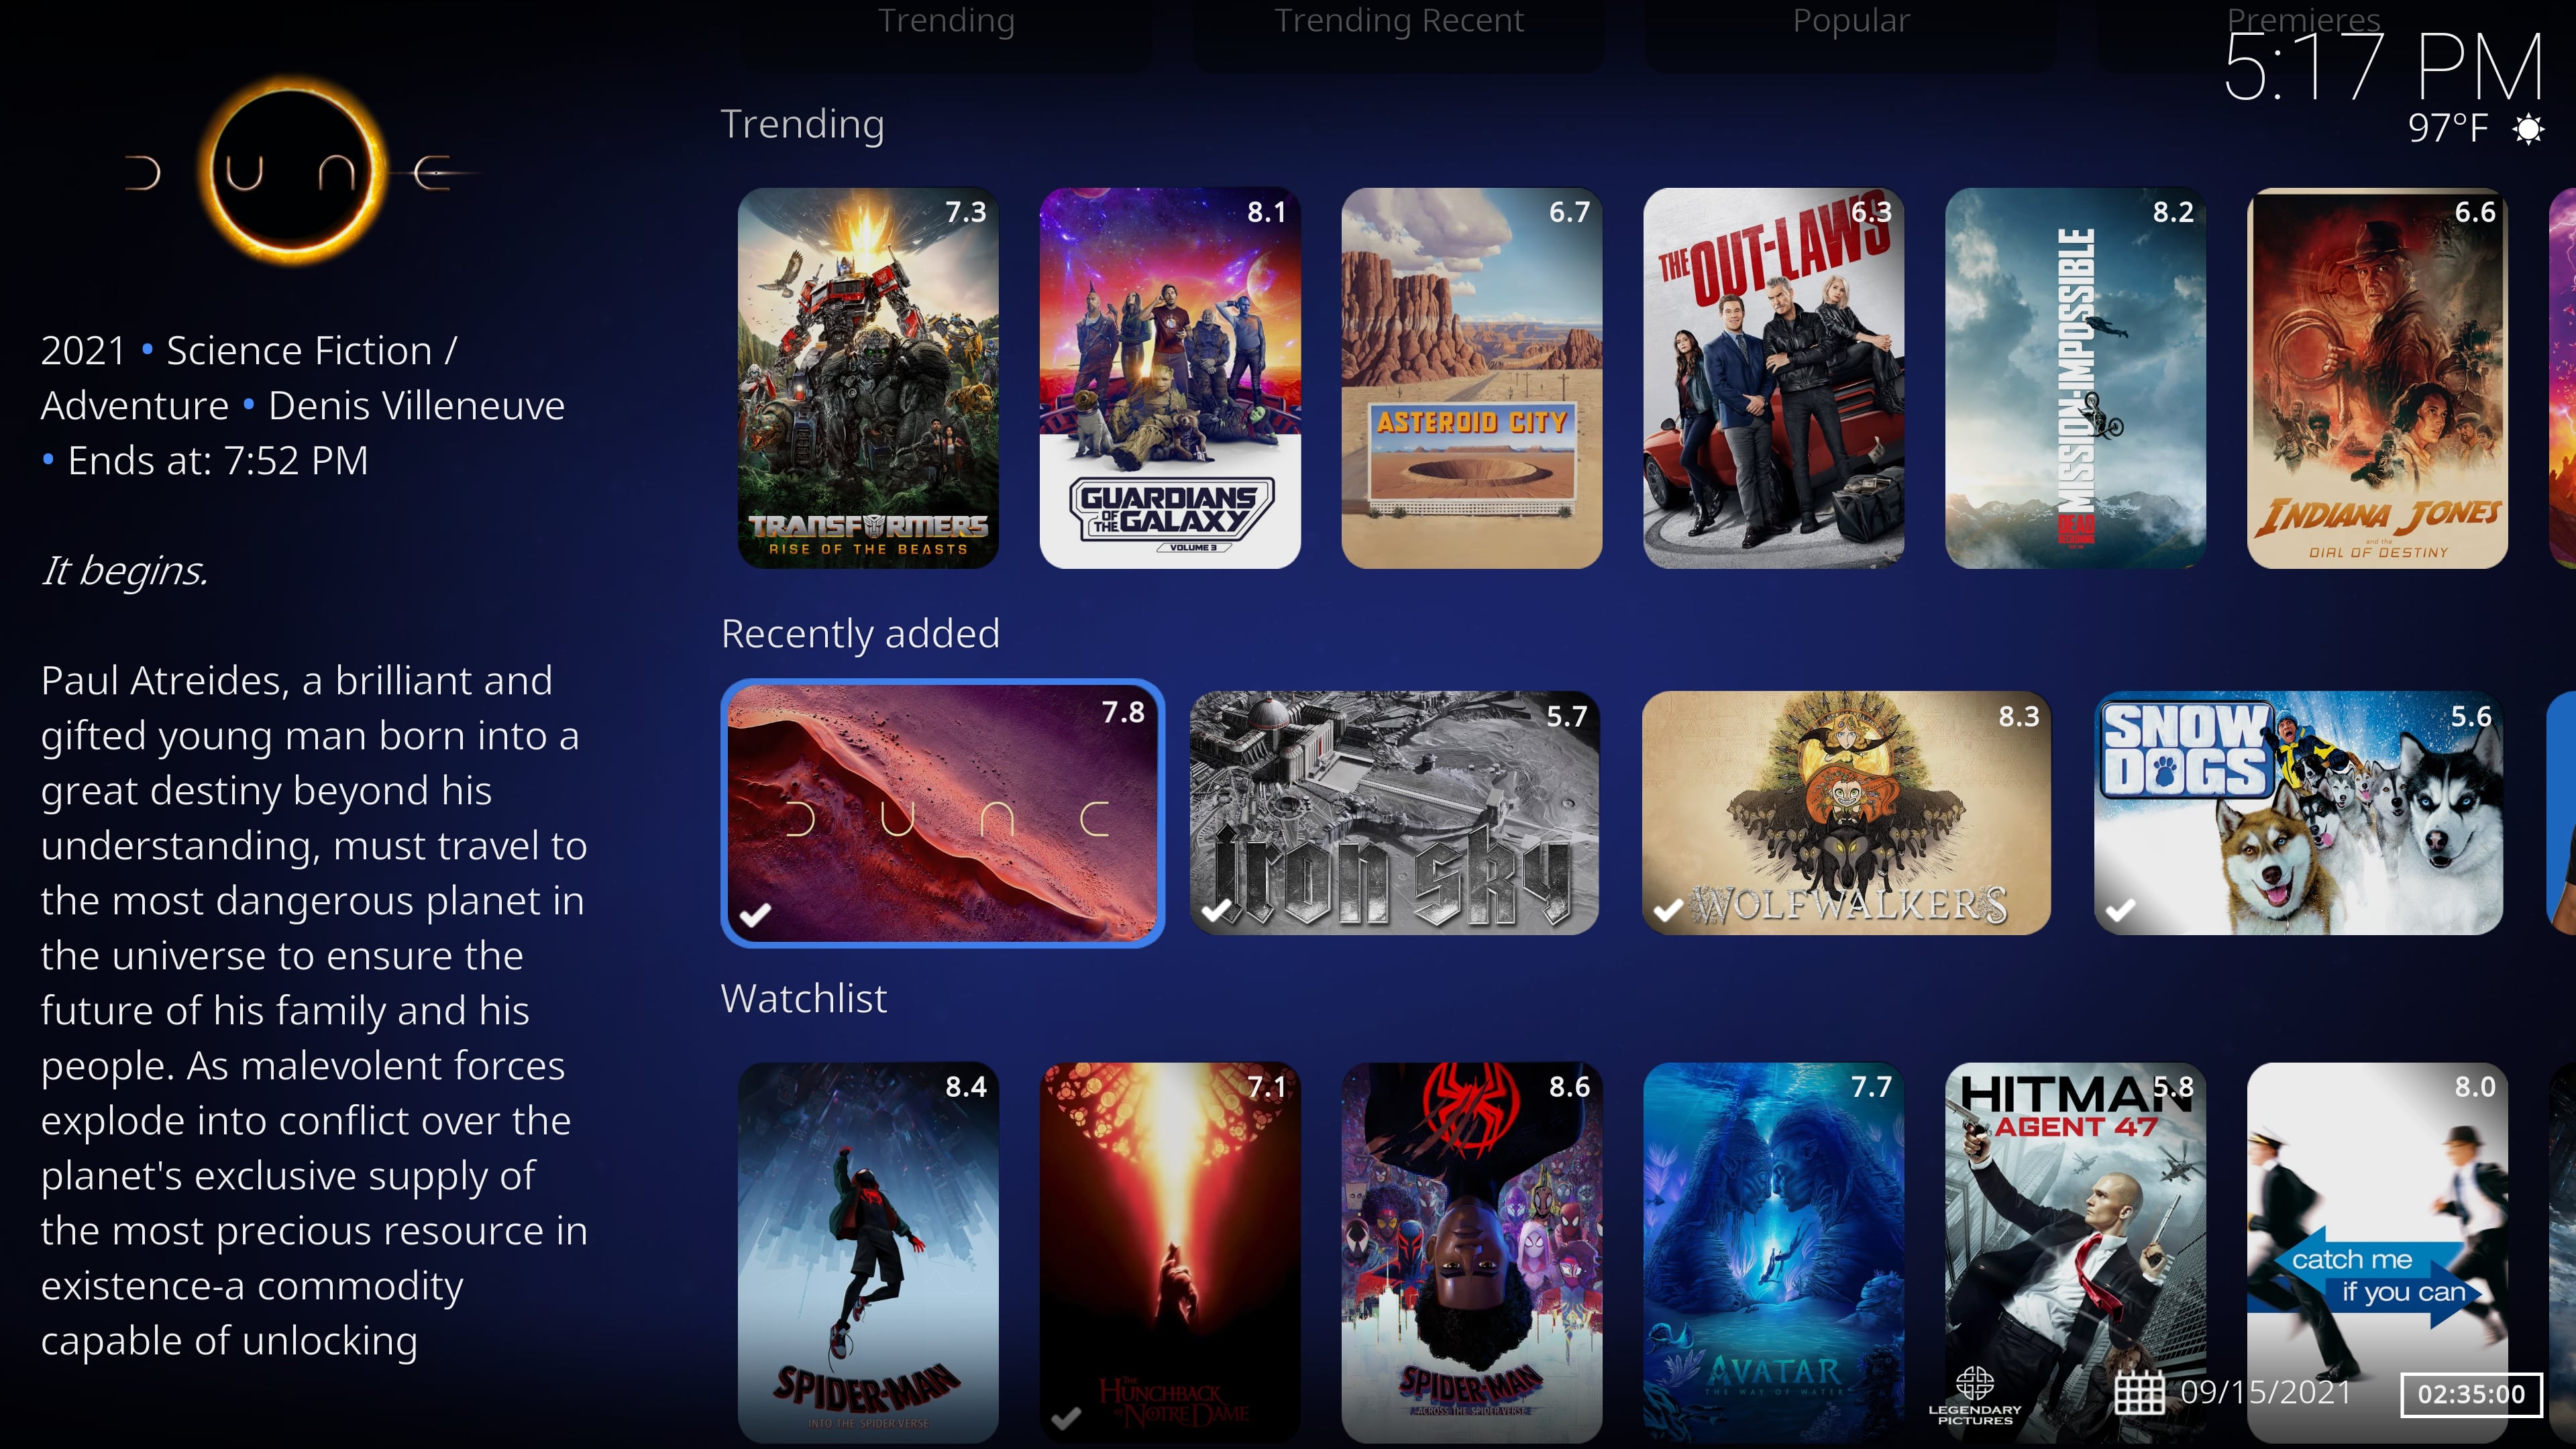 Trending
Trending Recent
Popular
Premieres
5:17 PM
97°F
DUNE
2021 • Science Fiction /
Adventure • Denis Villeneuve
• Ends at: 7:52 PM
It begins.
Paul Atreides, a brilliant and
gifted young man born into a
great destiny beyond his
understanding, must travel to
the most dangerous planet in
the universe to ensure the
future of his family and his
people. As malevolent forces
explode into conflict over the
planet's exclusive supply of
the most precious resource in
existence-a commodity
capable of unlocking
Trending
7.3
TRANSFORMERS
RISE OF THE BEASTS
8.1
GUARDIANS
OF THE GALAXY
VOLUME 3
6.7
ASTEROID CITY
6.3
THE OUT-LAWS
8.2
MISSION:IMPOSSIBLE
DEAD
RECKONING
6.6
INDIANA JONES
and the
DIAL OF DESTINY
Recently added
7.8
DUNE
5.7
iron sky
8.3
WOLFWALKERS
5.6
SNOW
DOGS
Watchlist
8.4
SPIDER-MAN
INTO THE SPIDER-VERSE
7.1
THE
HUNCHBACK
OF NOTRE DAME
8.6
SPIDER-MAN
ACROSS THE SPIDER-VERSE
7.7
AVATAR
THE WAY OF WATER
5.8
HITMAN
AGENT 47
8.0
catch me
if you can
LEGENDARY
PICTURES
09/15/2021
02:35:00